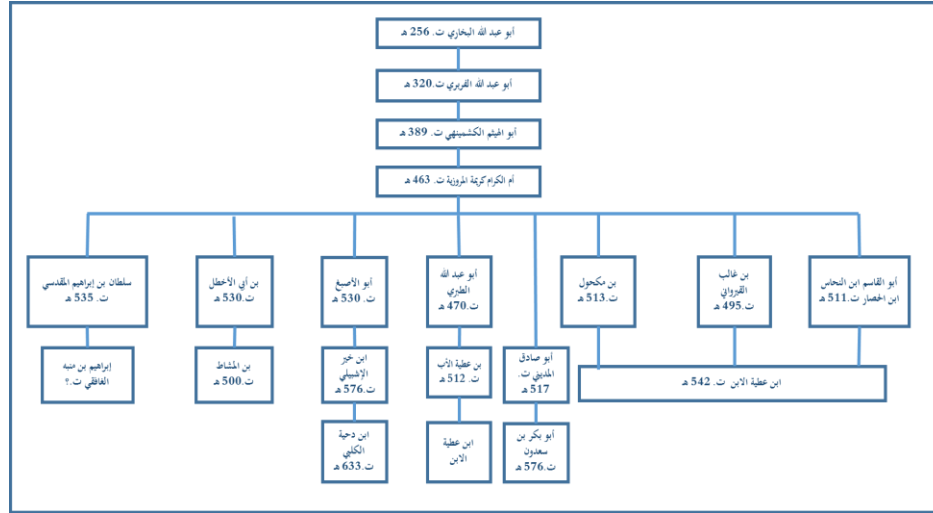 أبو عبد الله البخاري ت. 256 هـ
أبو عبد الله الفربري ت.320 هـ
أبو الهيثم الكشميهني ت. 389 هـ
أم الكرام كريمة المروزية ت. 463 هـ
أبو القاسم ابن النحاس
ابن الحصار ت.511 هـ
بن غالب
القيرواني
ت.495 هـ
بن مكحول
ت.513 هـ
أبو عبد الله
الطبري
ت.470 هـ
أبو الأصبغ
ت. 530 هـ
بن أبي الأخطل
ت.530 هـ
سلطان بن إبراهيم المقدسي
ت. 535 هـ
ابن عطية الابن ت. 542 هـ
أبو صادق
المديني ت.
517 هـ
بن عطية الأب
ت. 512 هـ
ابن خير
الإشبيلي
ت.576 هـ
بن المشاط
ت.500 هـ
إبراهيم بن منبه
الغافقي ت.؟
أبو بكر بن
سعدون
ت.576 هـ
ابن عطية
الابن
ابن دحية
الكلبي
ت.633 هـ